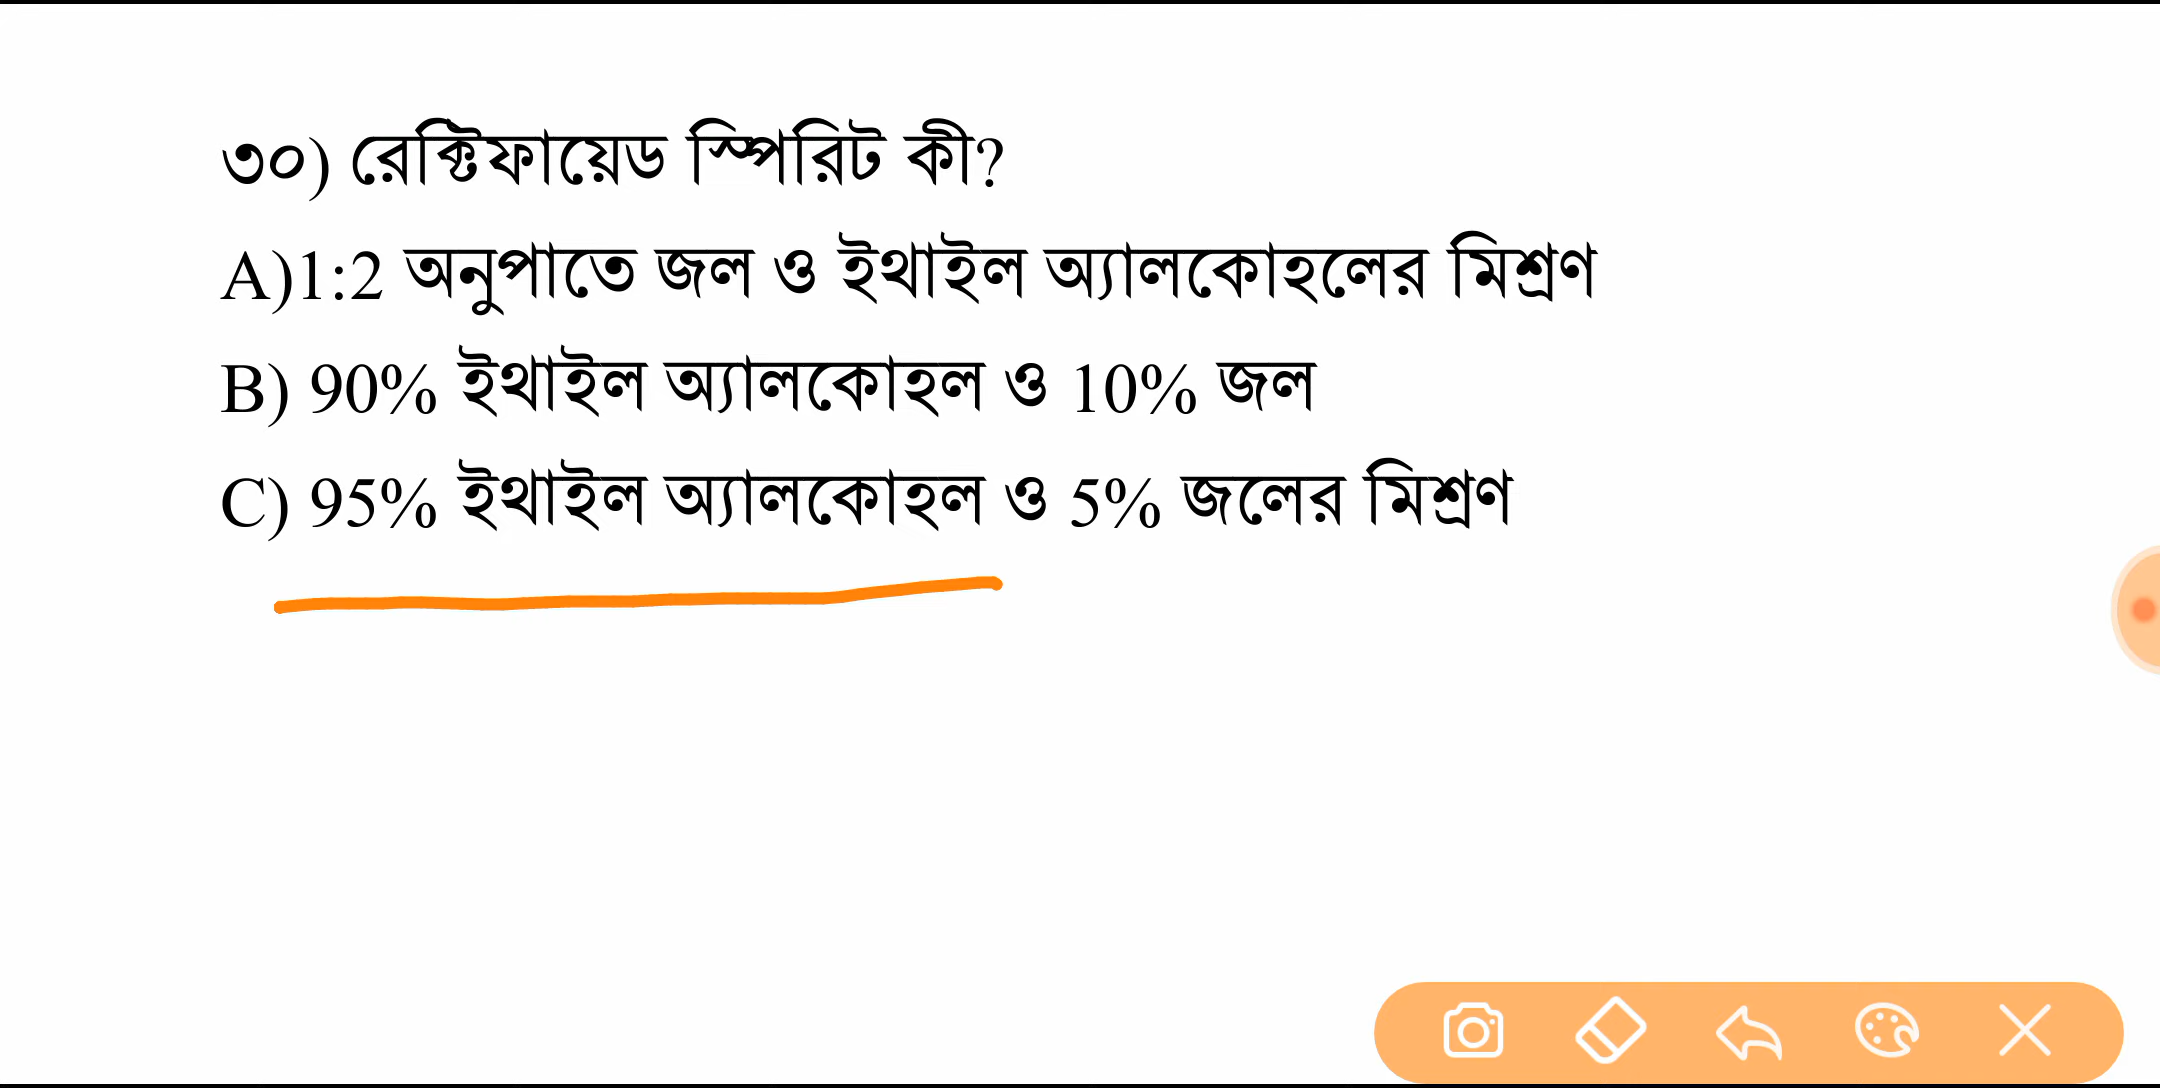 ৩০) রেক্টিফায়েড স্পিরিট কী?
A)1:2 অনুপাতে জল ও ইথাইল অ্যালকোহলের মিশ্রণ
B) 90% ইথাইল অ্যালকোহল ও 10% জল
C) 95% ইথাইল অ্যালকোহল ও 5% জলের মিশ্রণ